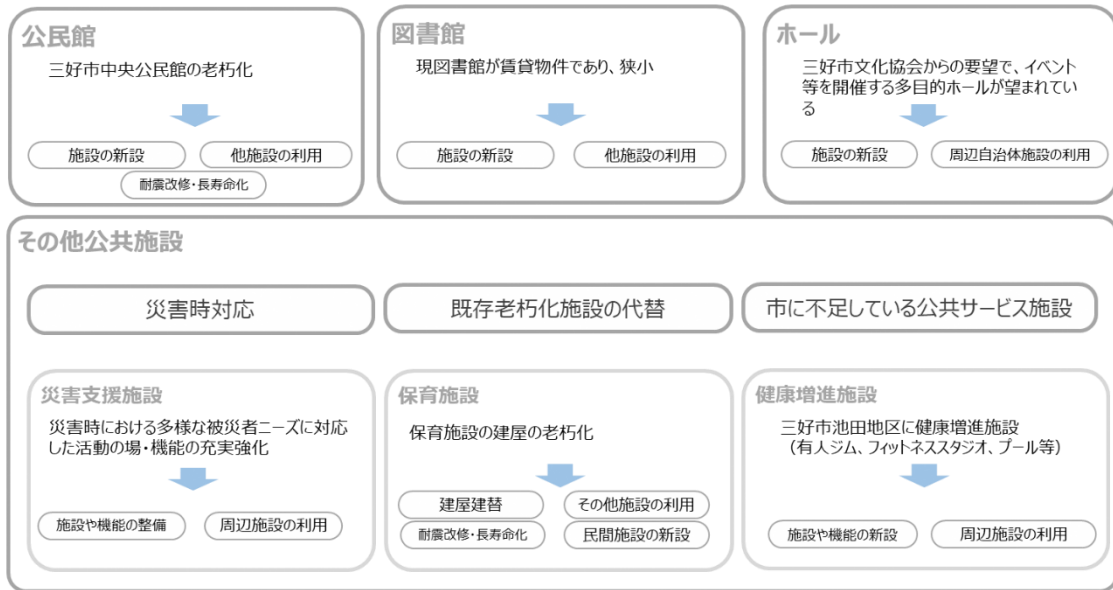 公民館
三好市中央公民館の老朽化
施設の新設
他施設の利用
耐震改修・長寿命化
図書館
現図書館が賃貸物件であり、狭小
施設の新設
他施設の利用
ホール
三好市文化協会からの要望で、イベント
等を開催する多目的ホールが望まれてい
る
施設の新設
周辺自治体施設の利用
その他公共施設
災害時対応
既存老朽化施設の代替
市に不足している公共サービス施設
災害支援施設
災害時における多様な被災者ニーズに対応
した活動の場・機能の充実強化
施設や機能の整備
周辺施設の利用
保育施設
保育施設の建屋の老朽化
建屋建替
その他施設の利用
耐震改修・長寿命化
民間施設の新設
健康増進施設
三好市池田地区に健康増進施設
（有人ジム、フィットネススタジオ、プール等）
施設や機能の新設
周辺施設の利用